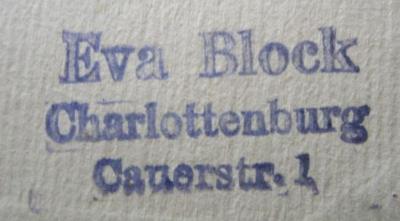 Eva Block
Charlottenburg
Cauerstr. 1